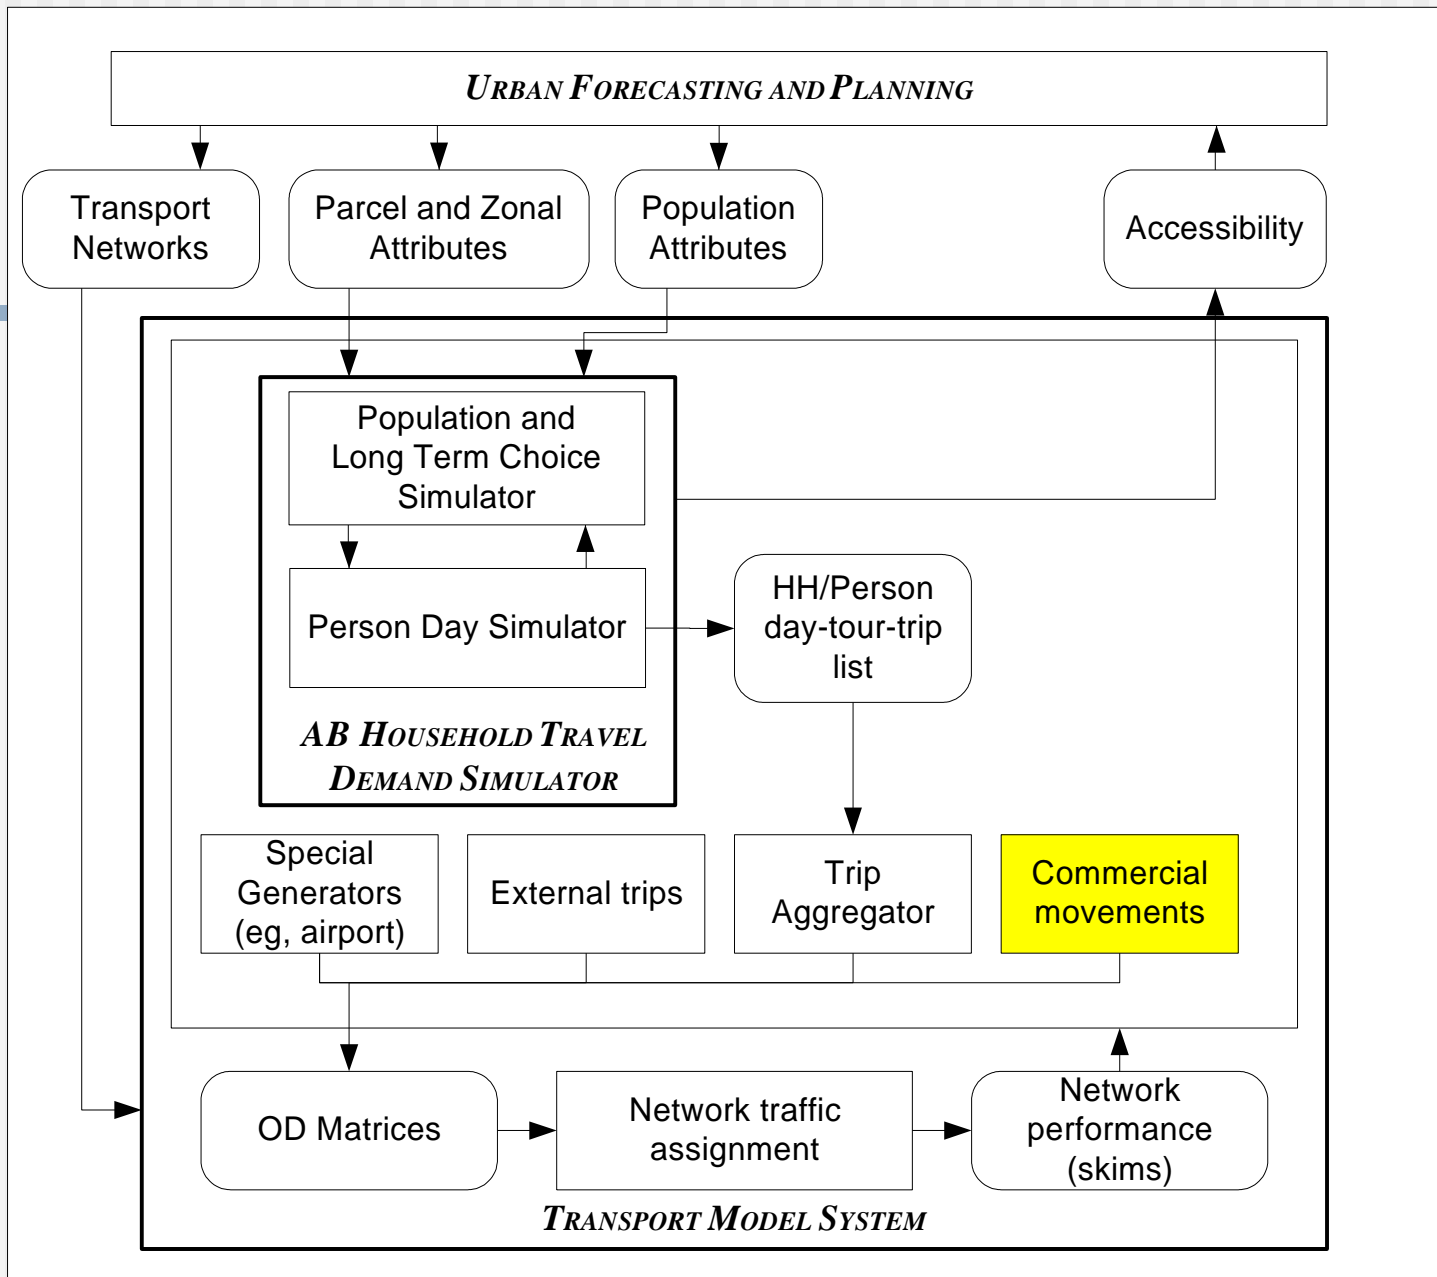 URBAN FORECASTING AND PLANNING
Transport
Networks
Parcel and Zonal
Attributes
Population
Attributes
Accessibility
Population and
Long Term Choice
Simulator
Person Day Simulator
HH/Person
day-tour-trip
list
AB HOUSEHOLD TRAVEL
DEMAND SIMULATOR
Special
Generators
(eg, airport)
External trips
Trip
Aggregator
Commercial
movements
OD Matrices
Network traffic
assignment
Network
performance
(skims)
TRANSPORT MODEL SYSTEM